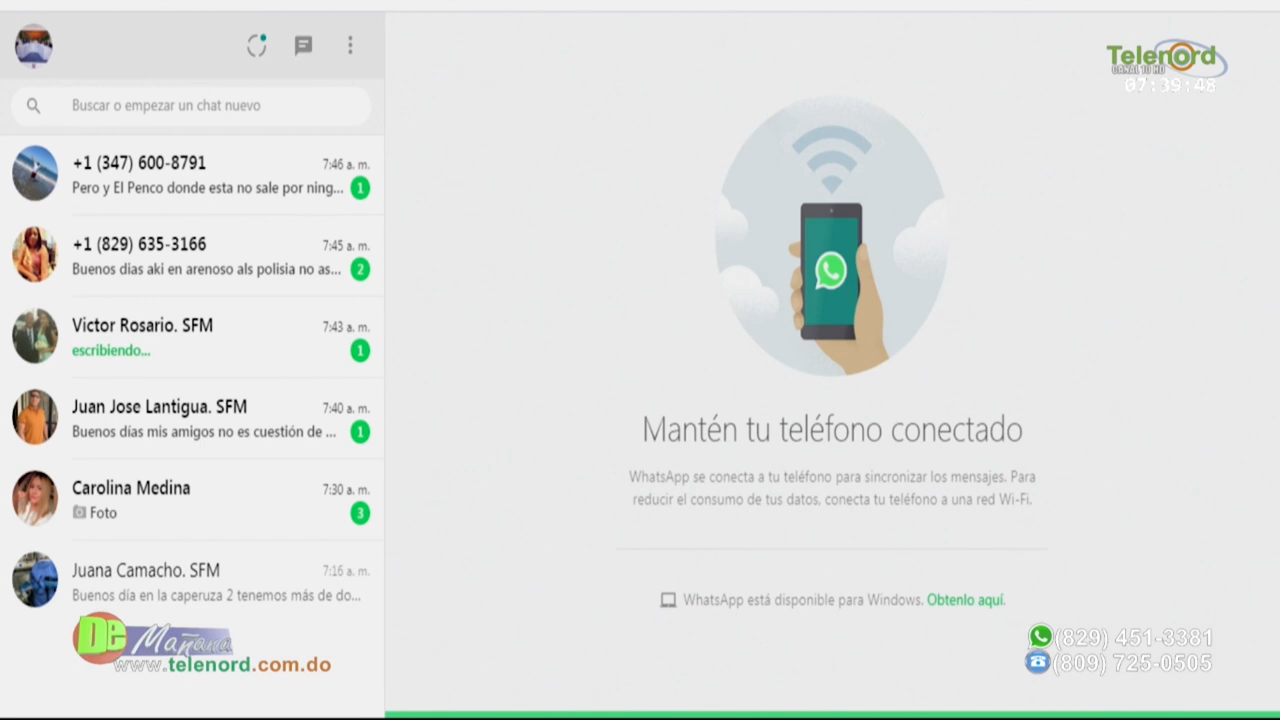 Buscar o empezar un chat nuevo
+1 (347) 600-8791
7:46 a. m.
Pero y El Penco donde esta no sale por ning...
1
+1 (829) 635-3166
7:45 a. m.
Buenos dias aki en arenoso als polisia no as...
2
Victor Rosario. SFM
7:43 a. m.
escribiendo...
1
Juan Jose Lantigua. SFM
7:40 a. m.
Buenos días mis amigos no es cuestión de ...
1
Carolina Medina
7:30 a. m.
Foto
3
Juana Camacho. SFM
7:16 a. m.
Buenos día en la caperuza 2 tenemos más de do...
De Mañana
www.telenord.com.do
Telenord
CANAL 10 HD
07:39:48
Mantén tu teléfono conectado
WhatsApp se conecta a tu teléfono para sincronizar los mensajes. Para
reducir el consumo de tus datos, conecta tu teléfono a una red Wi-Fi.
WhatsApp está disponible para Windows. Obtenlo aquí.
(829) 451-3381
(809) 725-0505